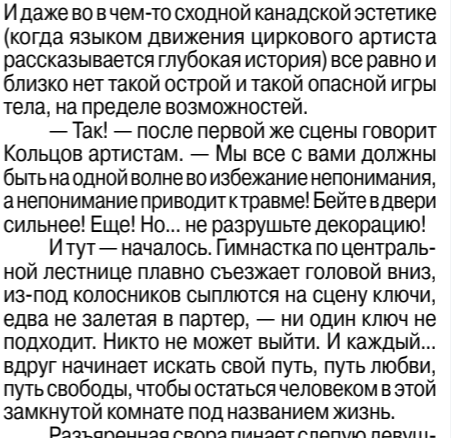 И даже во в чем-то сходной канадской эстетике
(когда языком движения циркового артиста
рассказывается глубокая история) все равно и
близко нет такой острой и такой опасной игры
тела, на пределе возможностей.
— Так! — после первой же сцены говорит
Кольцов артистам. — Мы все с вами должны
быть на одной волне во избежание непонимания,
а непонимание приводит к травме! Бейте в двери
сильнее! Еще! Но... не разрушьте декорацию!
И тут — началось. Гимнастка по централь-
ной лестнице плавно съезжает головой вниз,
из-под колосников сыплются на сцену ключи,
едва не залетая в партер, — ни один ключ не
подходит. Никто не может выйти. И каждый...
вдруг начинает искать свой путь, путь любви,
путь свободы, чтобы остаться человеком в этой
замкнутой комнате под названием жизнь.
Разъяренная свора пинает слепую девуш-